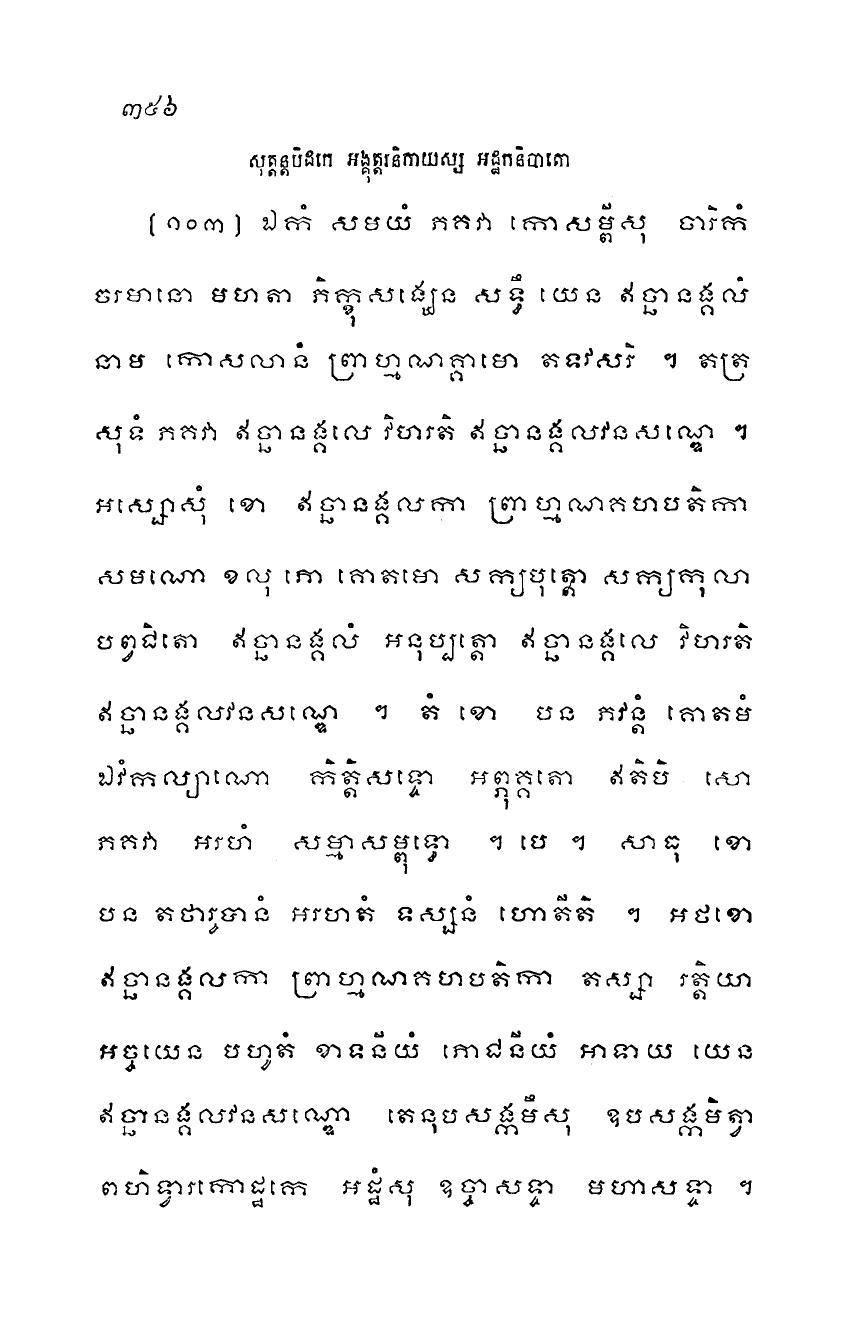 ៣៥៦
សុត្តន្តបិដកេ អង្គុត្តរនិកាយស្ស អដ្ឋកនិបាតោ
[១០៣] ឯកំ សមយំ ភគវា កោសម្ពីសុ ចារិកំ
ចរមានោ មហតា ភិក្ខុសង្ឃេន សទ្ធឹ យេន ឥច្ឆានង្គលំ
នាម កោសលានំ ព្រាហ្មណគ្គាមោ តទវសរិ ។ តត្រ
សុទំ ភគវា ឥច្ឆានង្គលេ វិហរតិ ឥច្ឆានង្គលវនសណ្ឌេ ។
អស្សោសុំ ខោ ឥច្ឆានង្គលកា ព្រាហ្មណគហបតិកា
សមណោ ខលុ ភោ គោតមោ សក្យបុត្តោ សក្យកុលា
បព្វជិតោ ឥច្ឆានង្គលំ អនុប្បត្តោ ឥច្ឆានង្គលេ វិហរតិ
ឥច្ឆានង្គលវនសណ្ឌេ ។ តំ ខោ បន ភវន្តំ គោតមំ
ឯវំកល្យាណោ កិត្តិសទ្ទោ អព្ភុគ្គតោ ឥតិបិ សោ
ភគវា អរហំ សម្មាសម្ពុទ្ធោ ។ បេ ។ សាធុ ខោ
បន តថារូបានំ អរហតំ ទស្សនំ ហោតីតិ ។ អថខោ
ឥច្ឆានង្គលកា ព្រាហ្មណគហបតិកា តស្សា រត្តិយា
អច្ចយេន បហូតំ ខាទនីយំ ភោជនីយំ អាទាយ យេន
ឥច្ឆានង្គលវនសណ្ឌោ តេនុបសង្កមឹសុ ឧបសង្កមិត្វា
ពហិទ្វារកោដ្ឋកេ អដ្ឋំសុ ឧច្ចាសទ្ទា មហាសទ្ទា ។